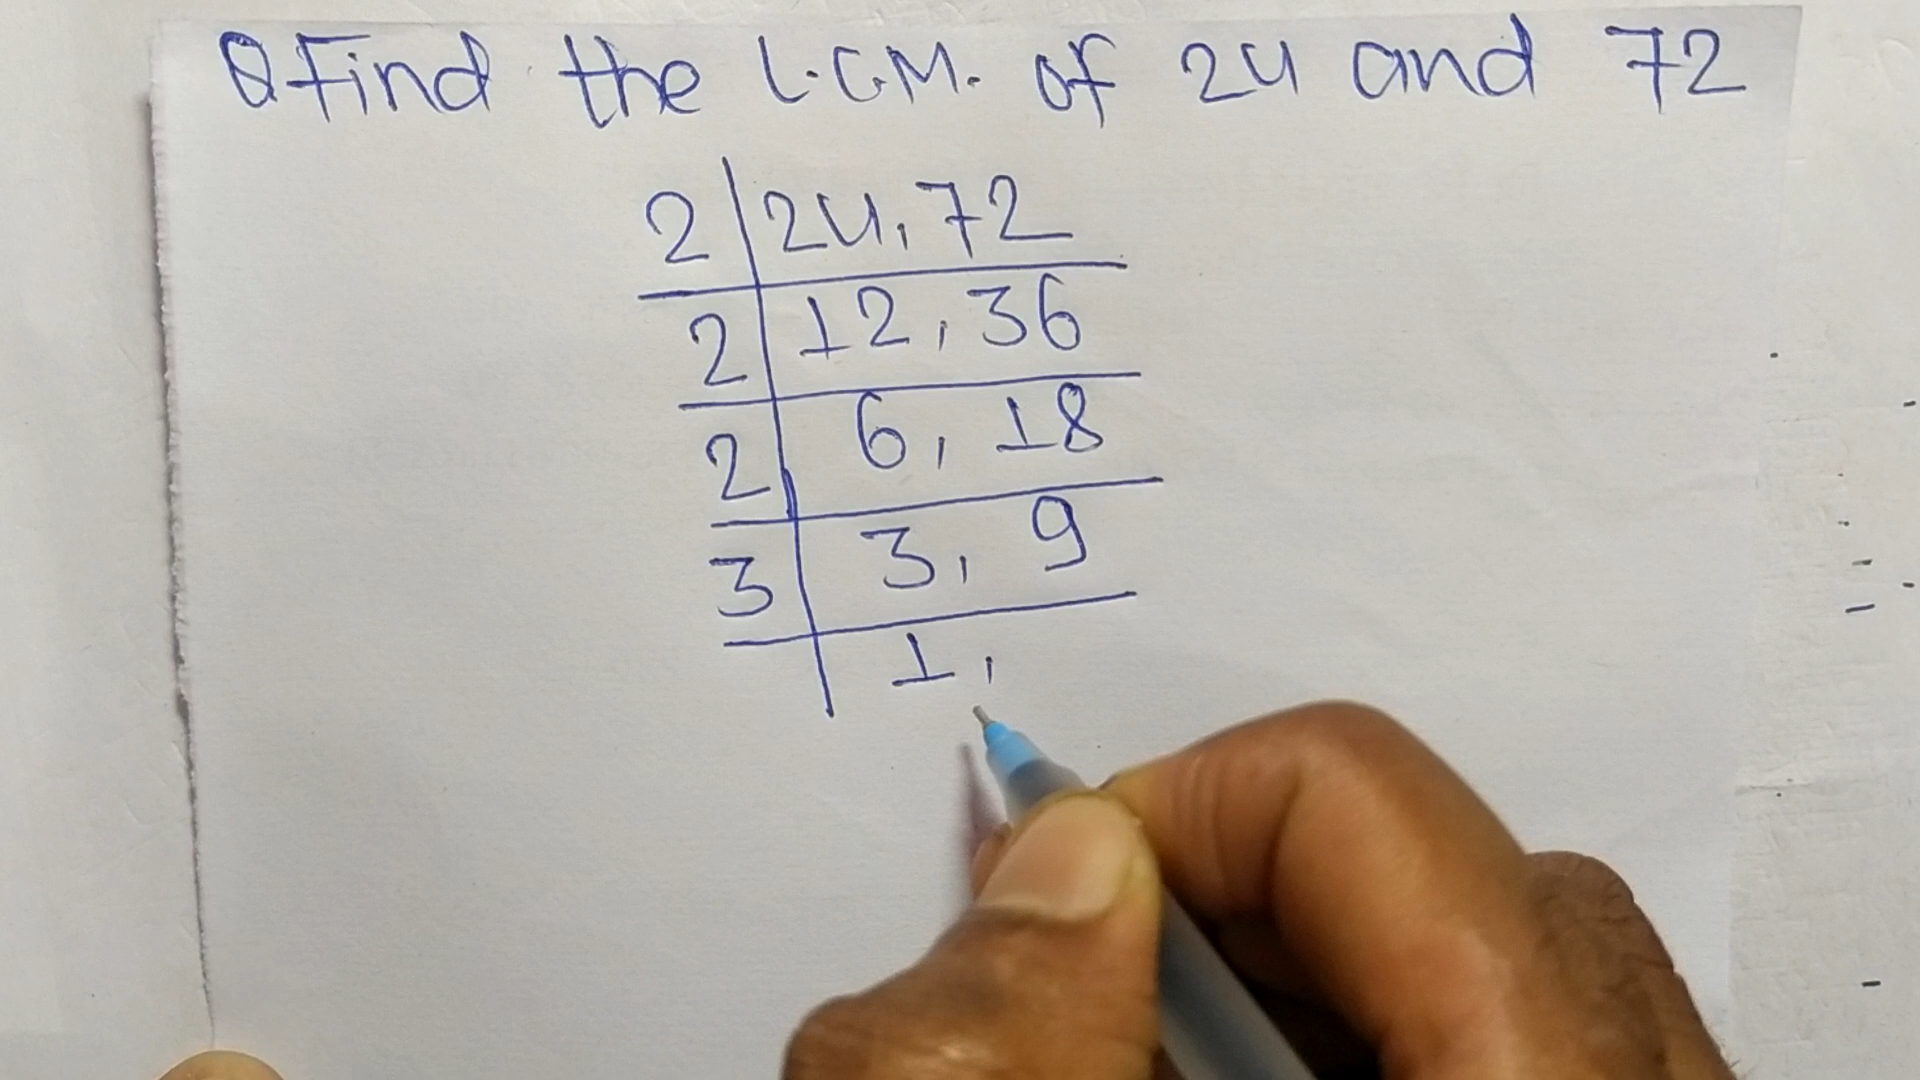 Q Find the L.C.M. of 24 and 72
2 | 24, 72
2 | 12, 36
2 | 6, 18
3 | 3, 9
| 1,